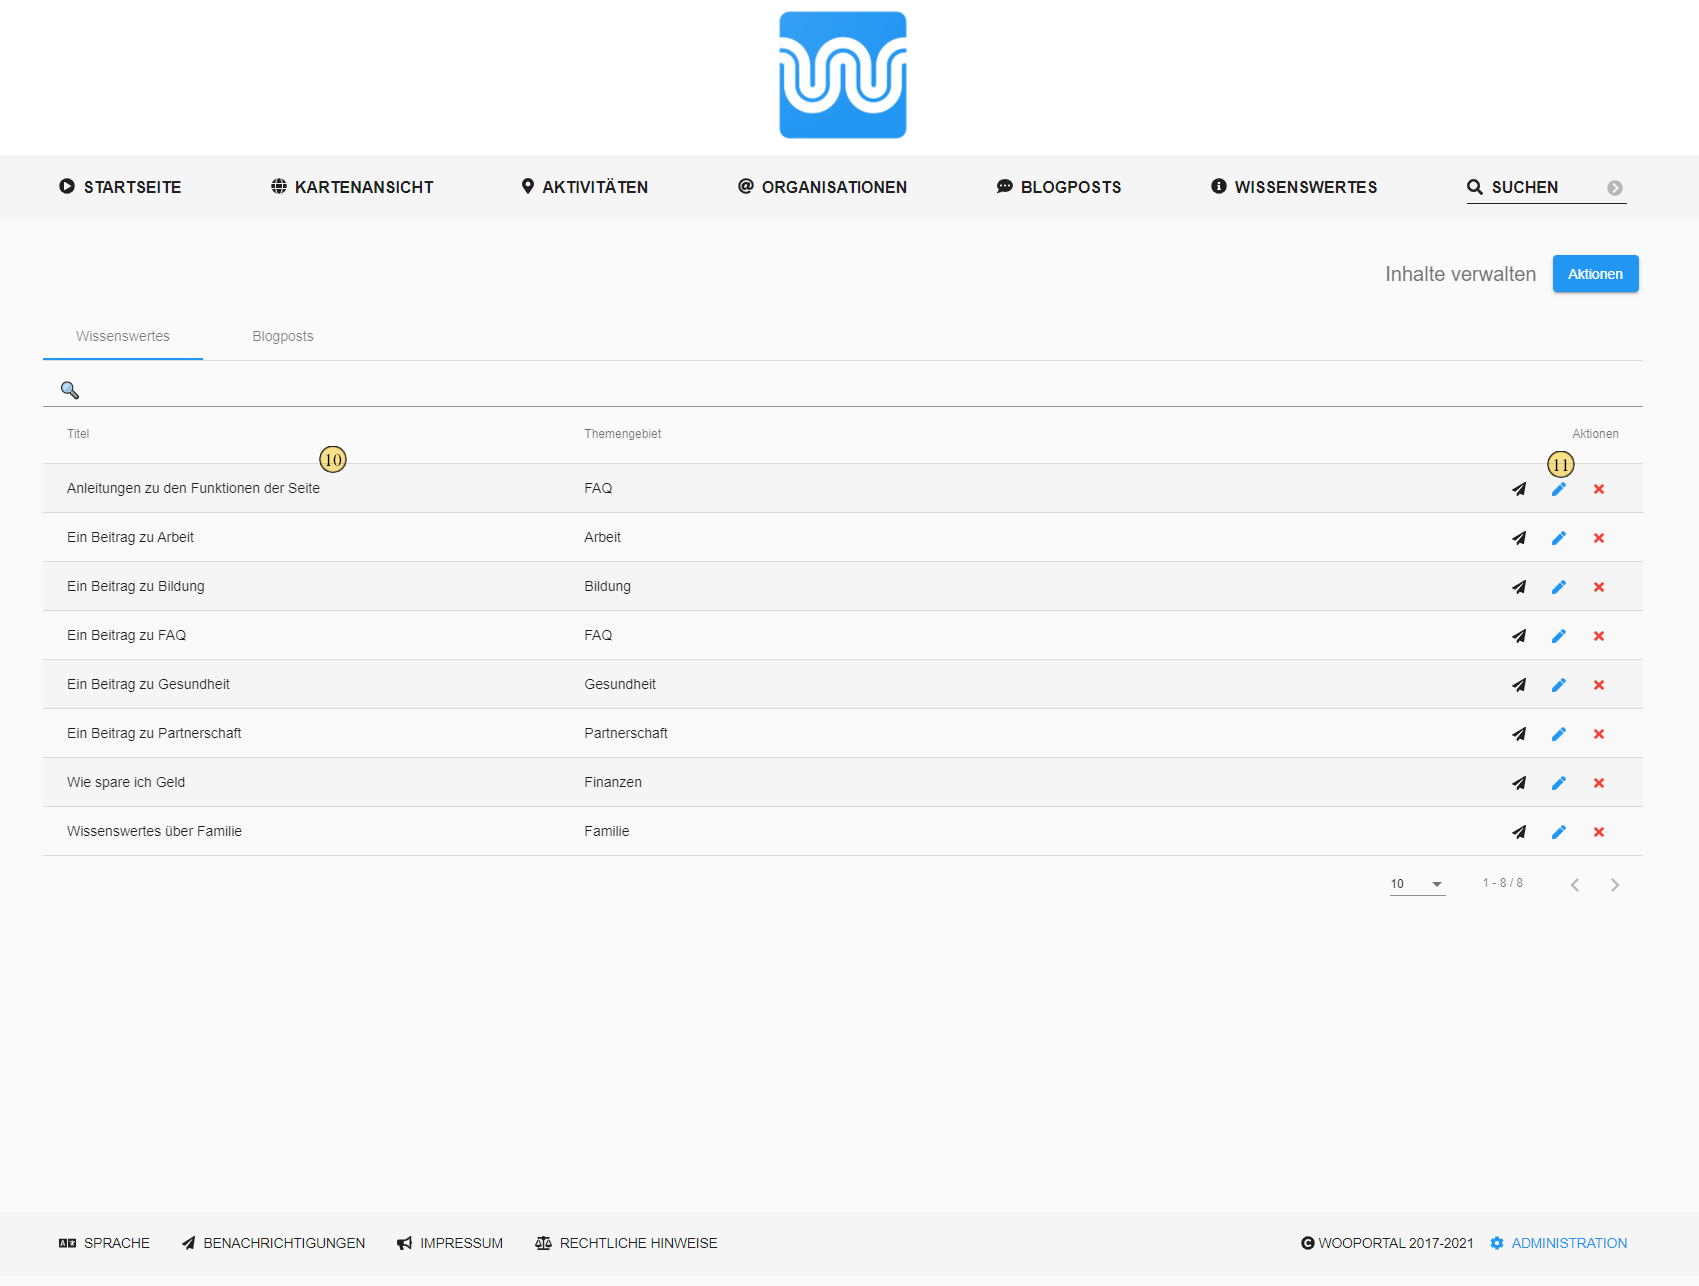 STARTSEITE KARTENANSICHT AKTIVITÄTEN ORGANISATIONEN BLOGPOSTS WISSENSWERTES SUCHEN
Inhalte verwalten Aktionen
Wissenswertes Blogposts
Titel Themengebiet Aktionen
10 11
Anleitungen zu den Funktionen der Seite FAQ
Ein Beitrag zu Arbeit Arbeit
Ein Beitrag zu Bildung Bildung
Ein Beitrag zu FAQ FAQ
Ein Beitrag zu Gesundheit Gesundheit
Ein Beitrag zu Partnerschaft Partnerschaft
Wie spare ich Geld Finanzen
Wissenswertes über Familie Familie
10 1 - 8 / 8
SPRACHE BENACHRICHTIGUNGEN IMPRESSUM RECHTLICHE HINWEISE WOOPORTAL 2017-2021 ADMINISTRATION